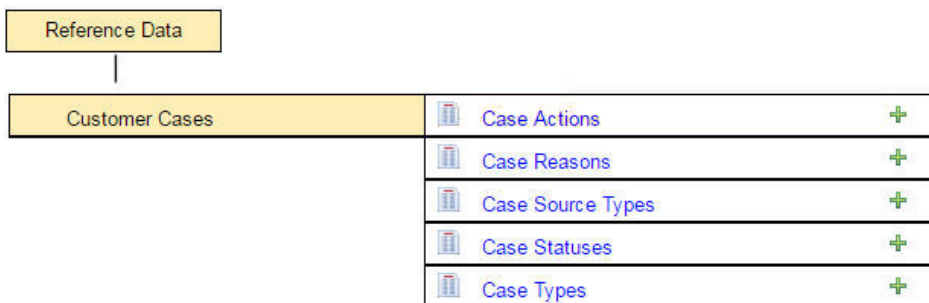 Reference Data
Customer Cases
Case Actions
Case Reasons
Case Source Types
Case Statuses
Case Types